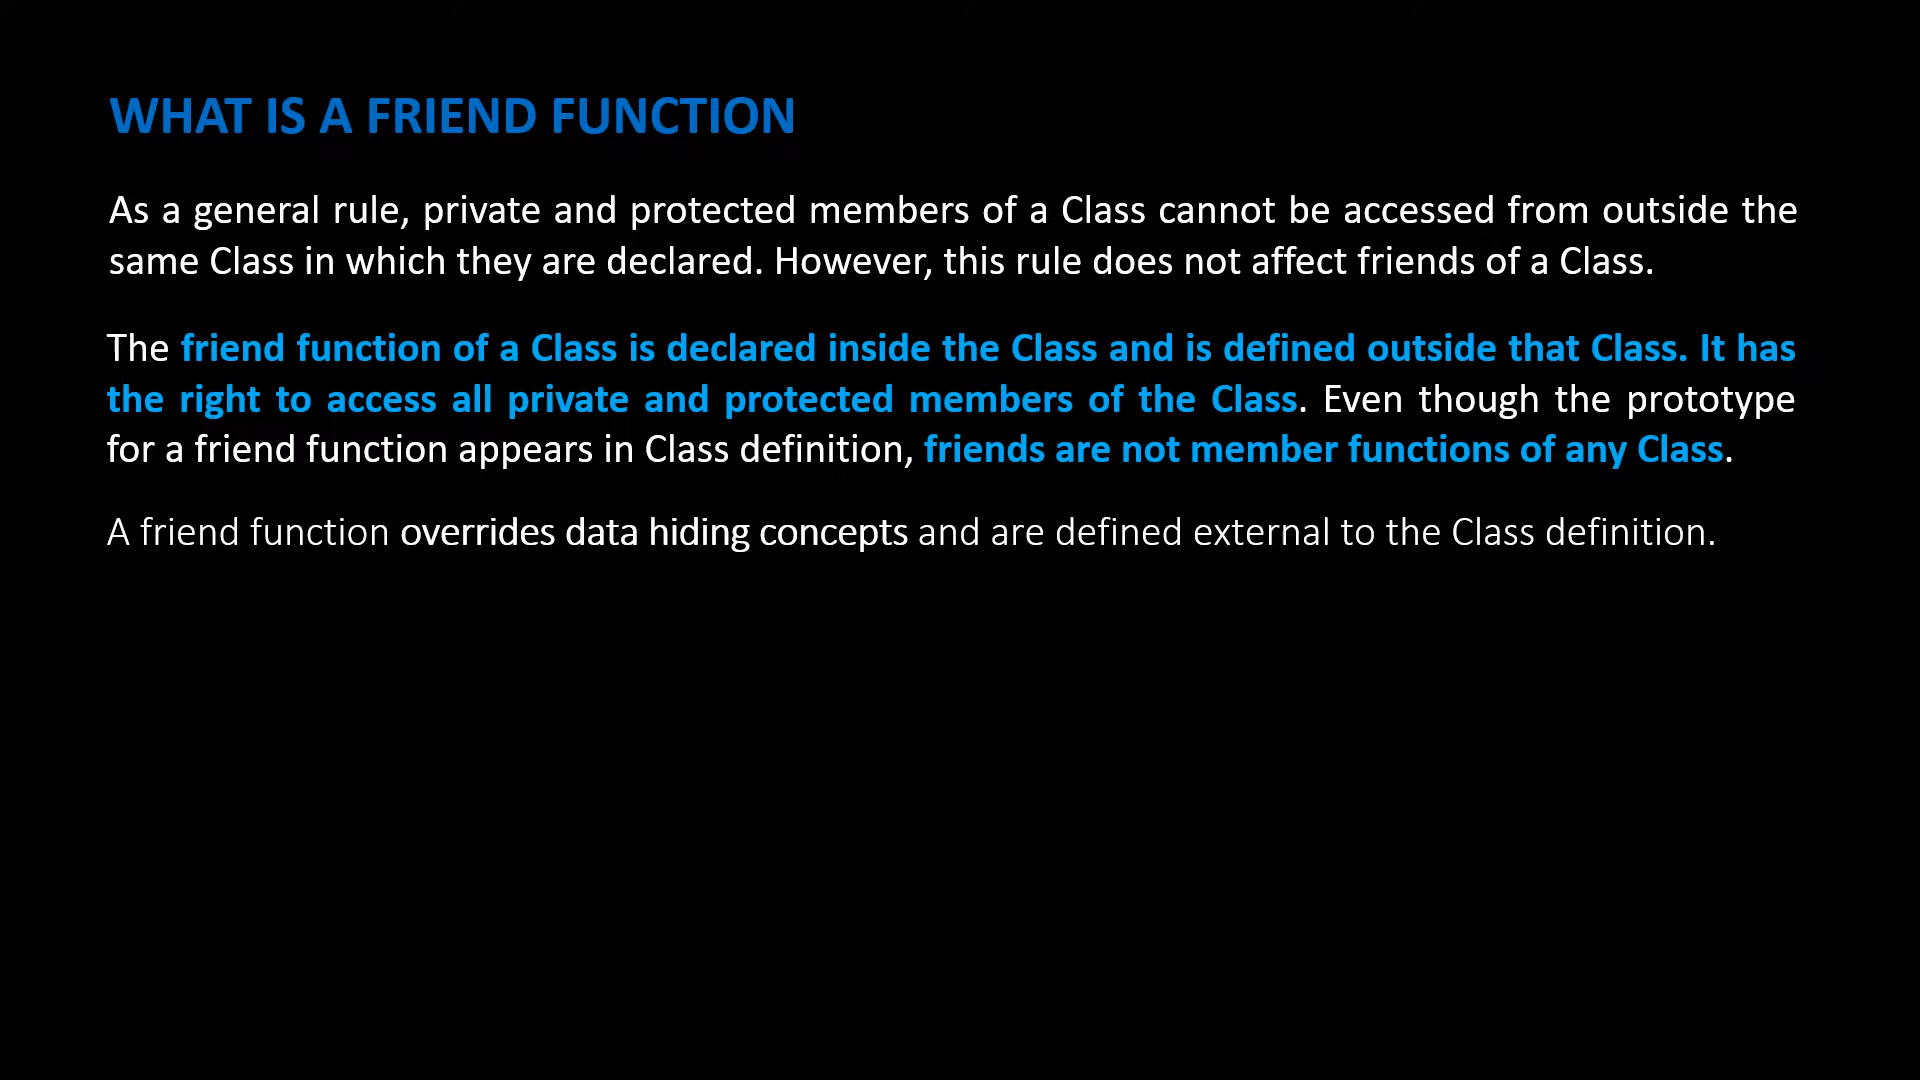 WHAT IS A FRIEND FUNCTION
As a general rule, private and protected members of a Class cannot be accessed from outside the
same Class in which they are declared. However, this rule does not affect friends of a Class.
The friend function of a Class is declared inside the Class and is defined outside that Class. It has
the right to access all private and protected members of the Class. Even though the prototype
for a friend function appears in Class definition, friends are not member functions of any Class.
A friend function overrides data hiding concepts and are defined external to the Class definition.